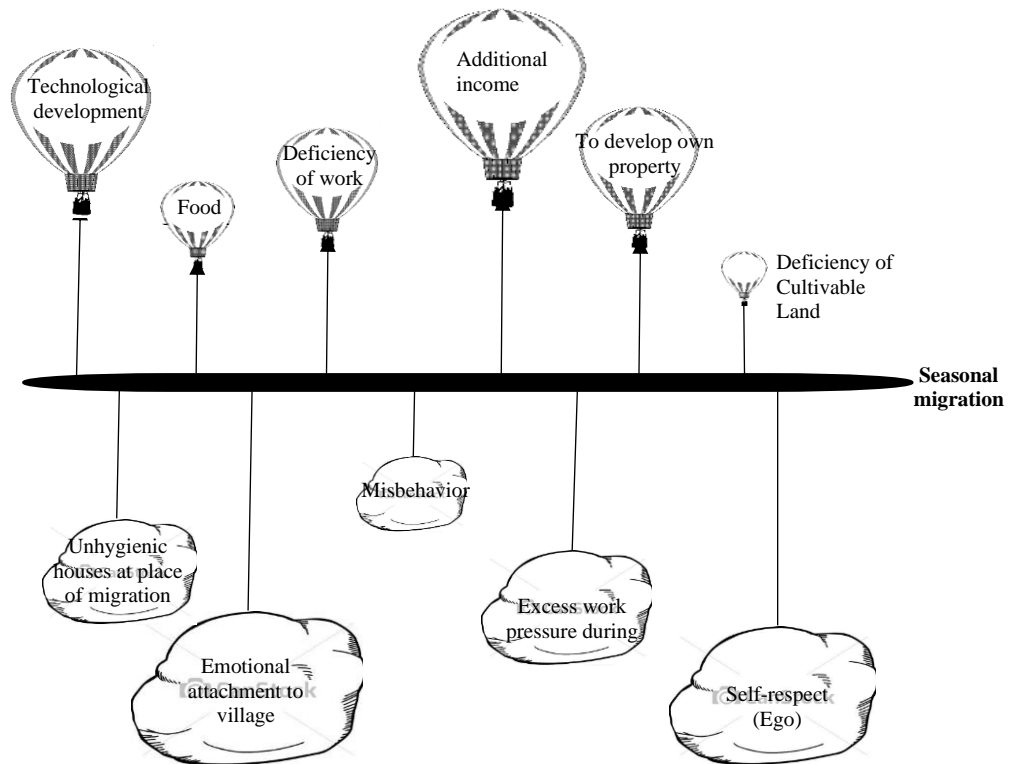 Technological
development
Food
Deficiency
of work
Additional
income
To develop own
property
Deficiency of
Cultivable
Land
Seasonal
migration
Unhygienic
houses at place
of migration
Emotional
attachment to
village
Misbehavior
Excess work
pressure during
Self-respect
(Ego)